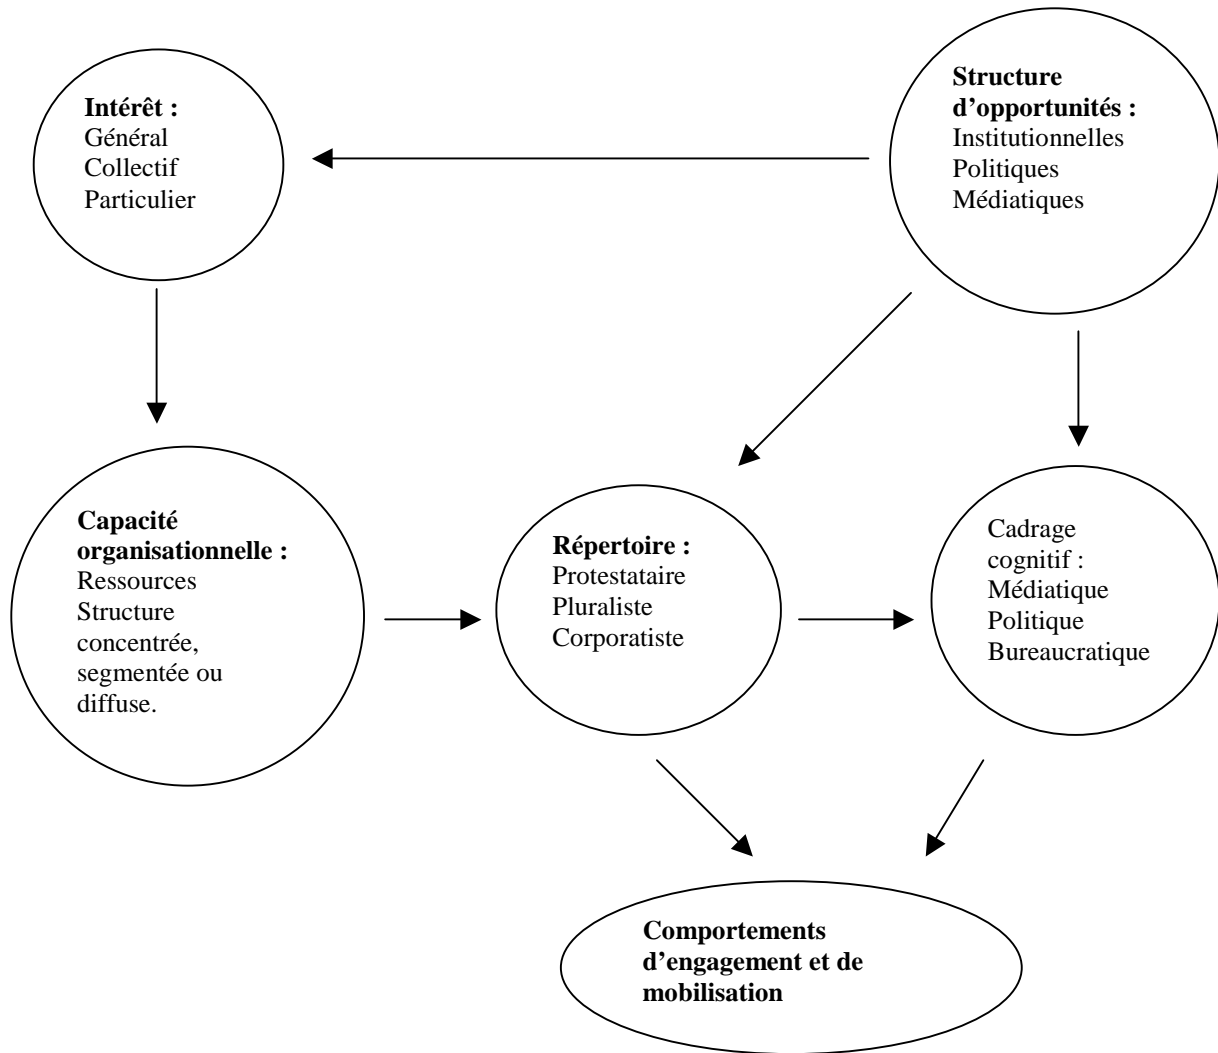 Intérêt :
Général
Collectif
Particulier
Structure
d’opportunités :
Institutionnelles
Politiques
Médiatiques
Capacité
organisationnelle :
Ressources
Structure
concentrée,
segmentée ou
diffuse.
Répertoire :
Protestataire
Pluraliste
Corporatiste
Cadrage
cognitif :
Médiatique
Politique
Bureaucratique
Comportements
d’engagement et de
mobilisation